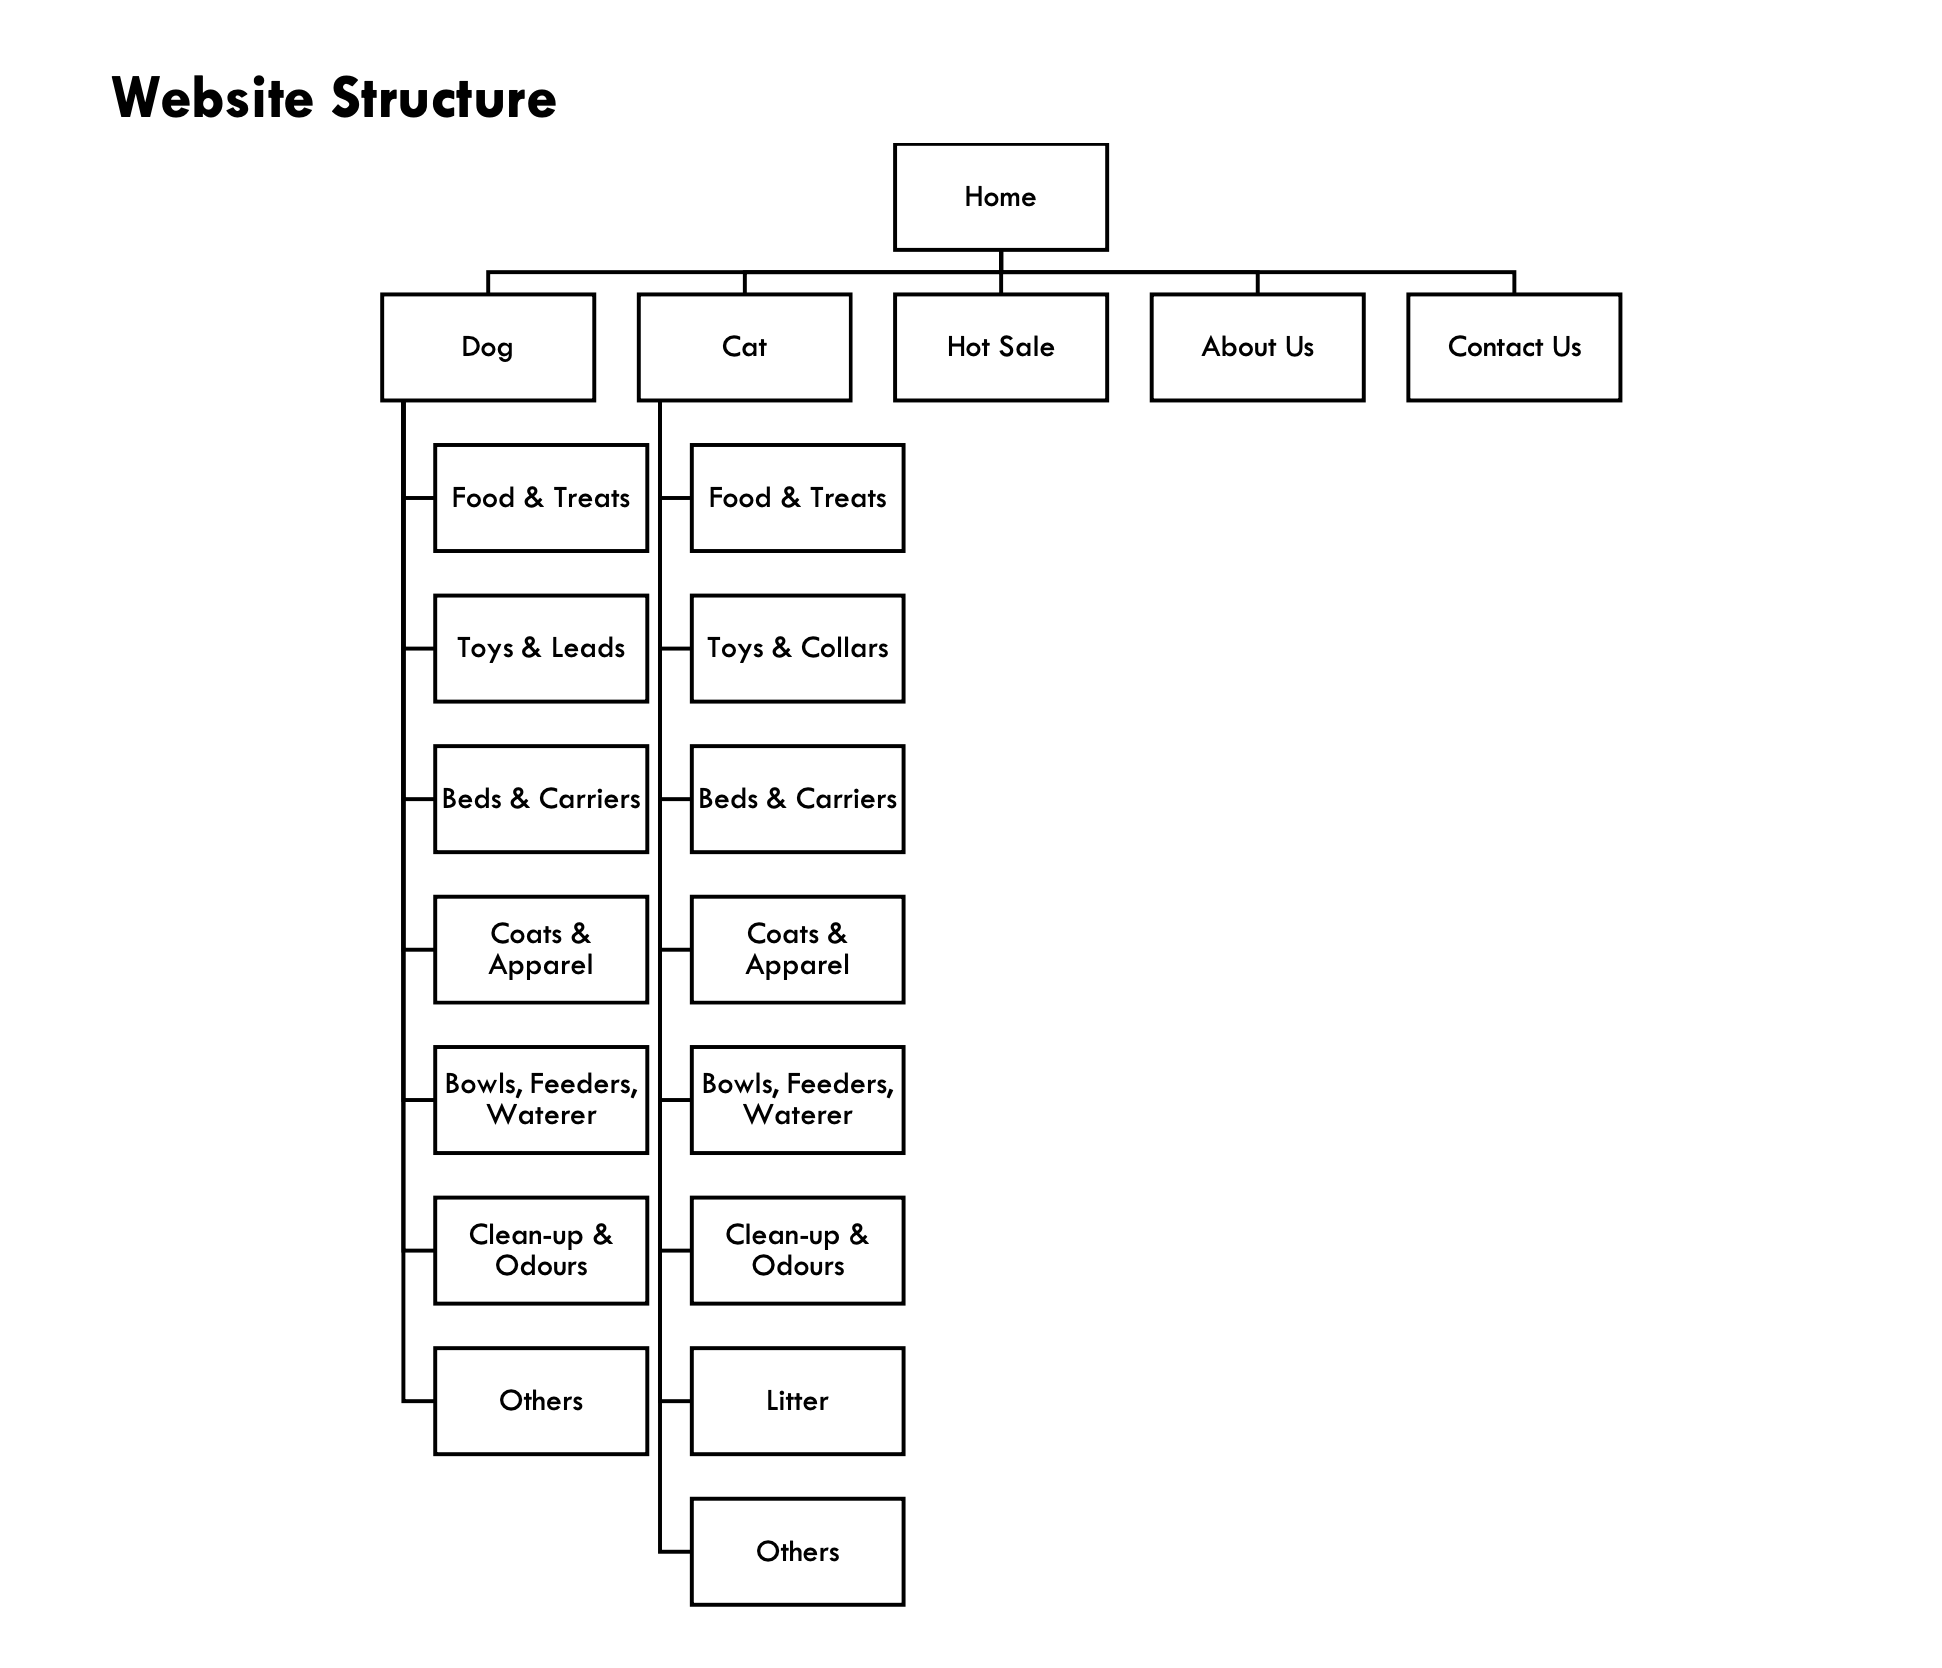 Website Structure
Home
Dog
Cat
Hot Sale
About Us
Contact Us
Food & Treats
Toys & Leads
Beds & Carriers
Coats &
Apparel
Bowls, Feeders,
Waterer
Clean-up &
Odours
Others
Food & Treats
Toys & Collars
Beds & Carriers
Coats &
Apparel
Bowls, Feeders,
Waterer
Clean-up &
Odours
Litter
Others